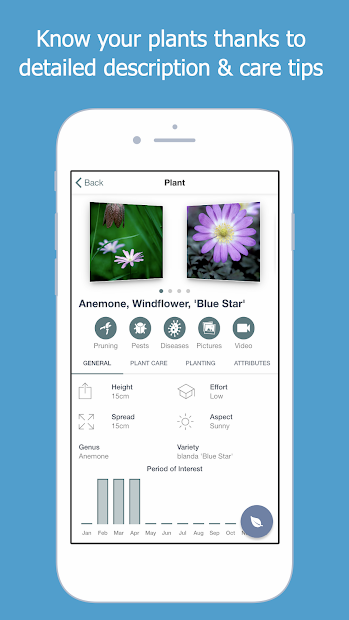 Know your plants thanks to
detailed description & care tips
Back
Plant
Anemone, Windflower, 'Blue Star'
Pruning
Pests
Diseases
Pictures
Video
GENERAL
PLANT CARE
PLANTING
ATTRIBUTES
Height
15cm
Effort
Low
Spread
15cm
Aspect
Sunny
Genus
Anemone
Variety
blanda 'Blue Star'
Period of Interest
Jan Feb Mar Apr May Jun Jul Aug Sep Oct